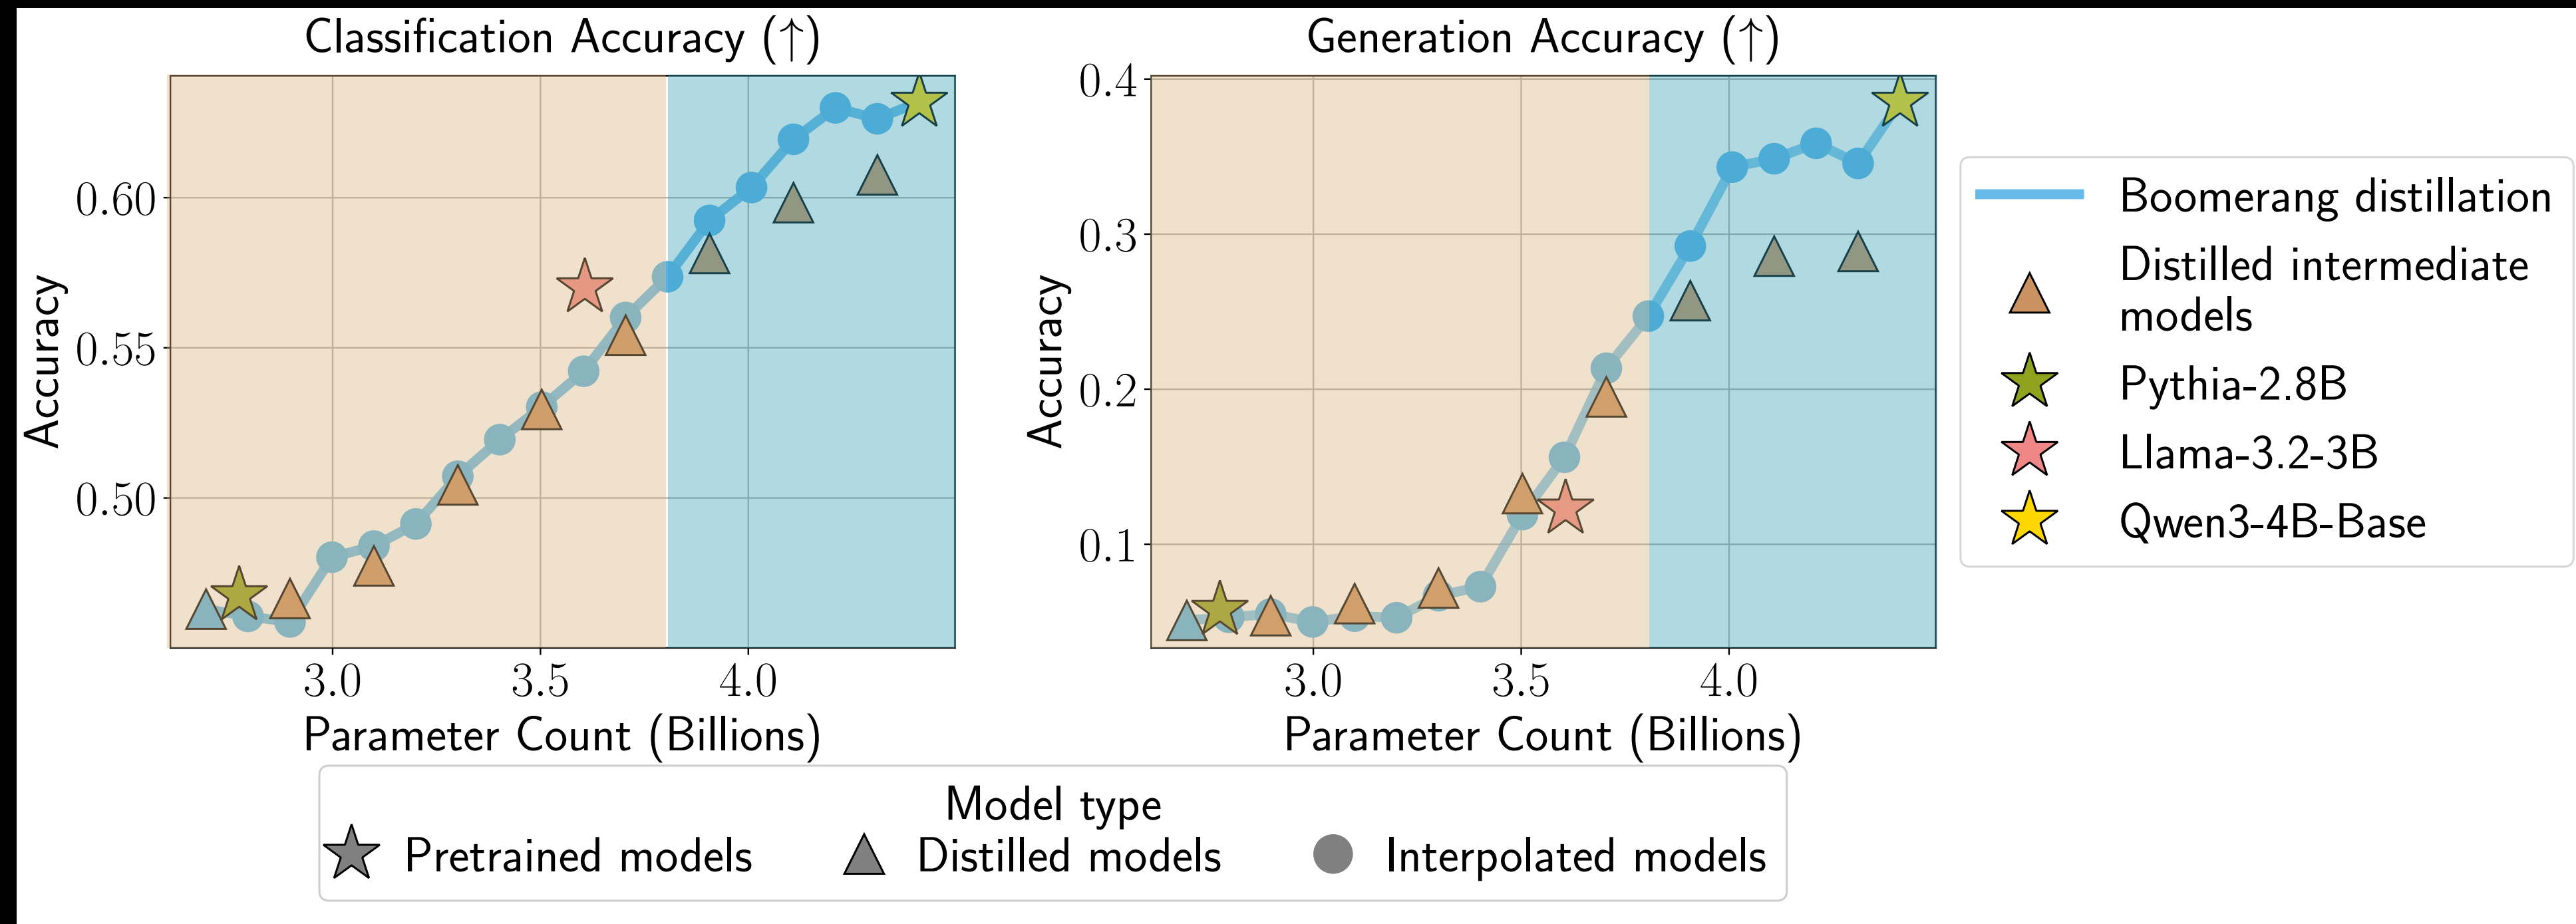 Classification Accuracy (↑)
Accuracy
0.60
0.55
0.50
3.0
3.5
4.0
Parameter Count (Billions)
Generation Accuracy (↑)
Accuracy
0.4
0.3
0.2
0.1
3.0
3.5
4.0
Parameter Count (Billions)
Boomerang distillation
Distilled intermediate
models
Pythia-2.8B
Llama-3.2-3B
Qwen3-4B-Base
Model type
Pretrained models
Distilled models
Interpolated models